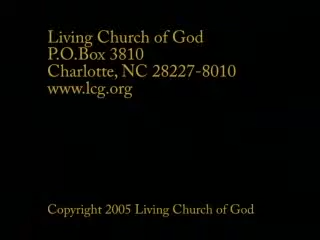 Living Church of God
P.O.Box 3810
Charlotte, NC 28227-8010
www.lcg.org
Copyright 2005 Living Church of God